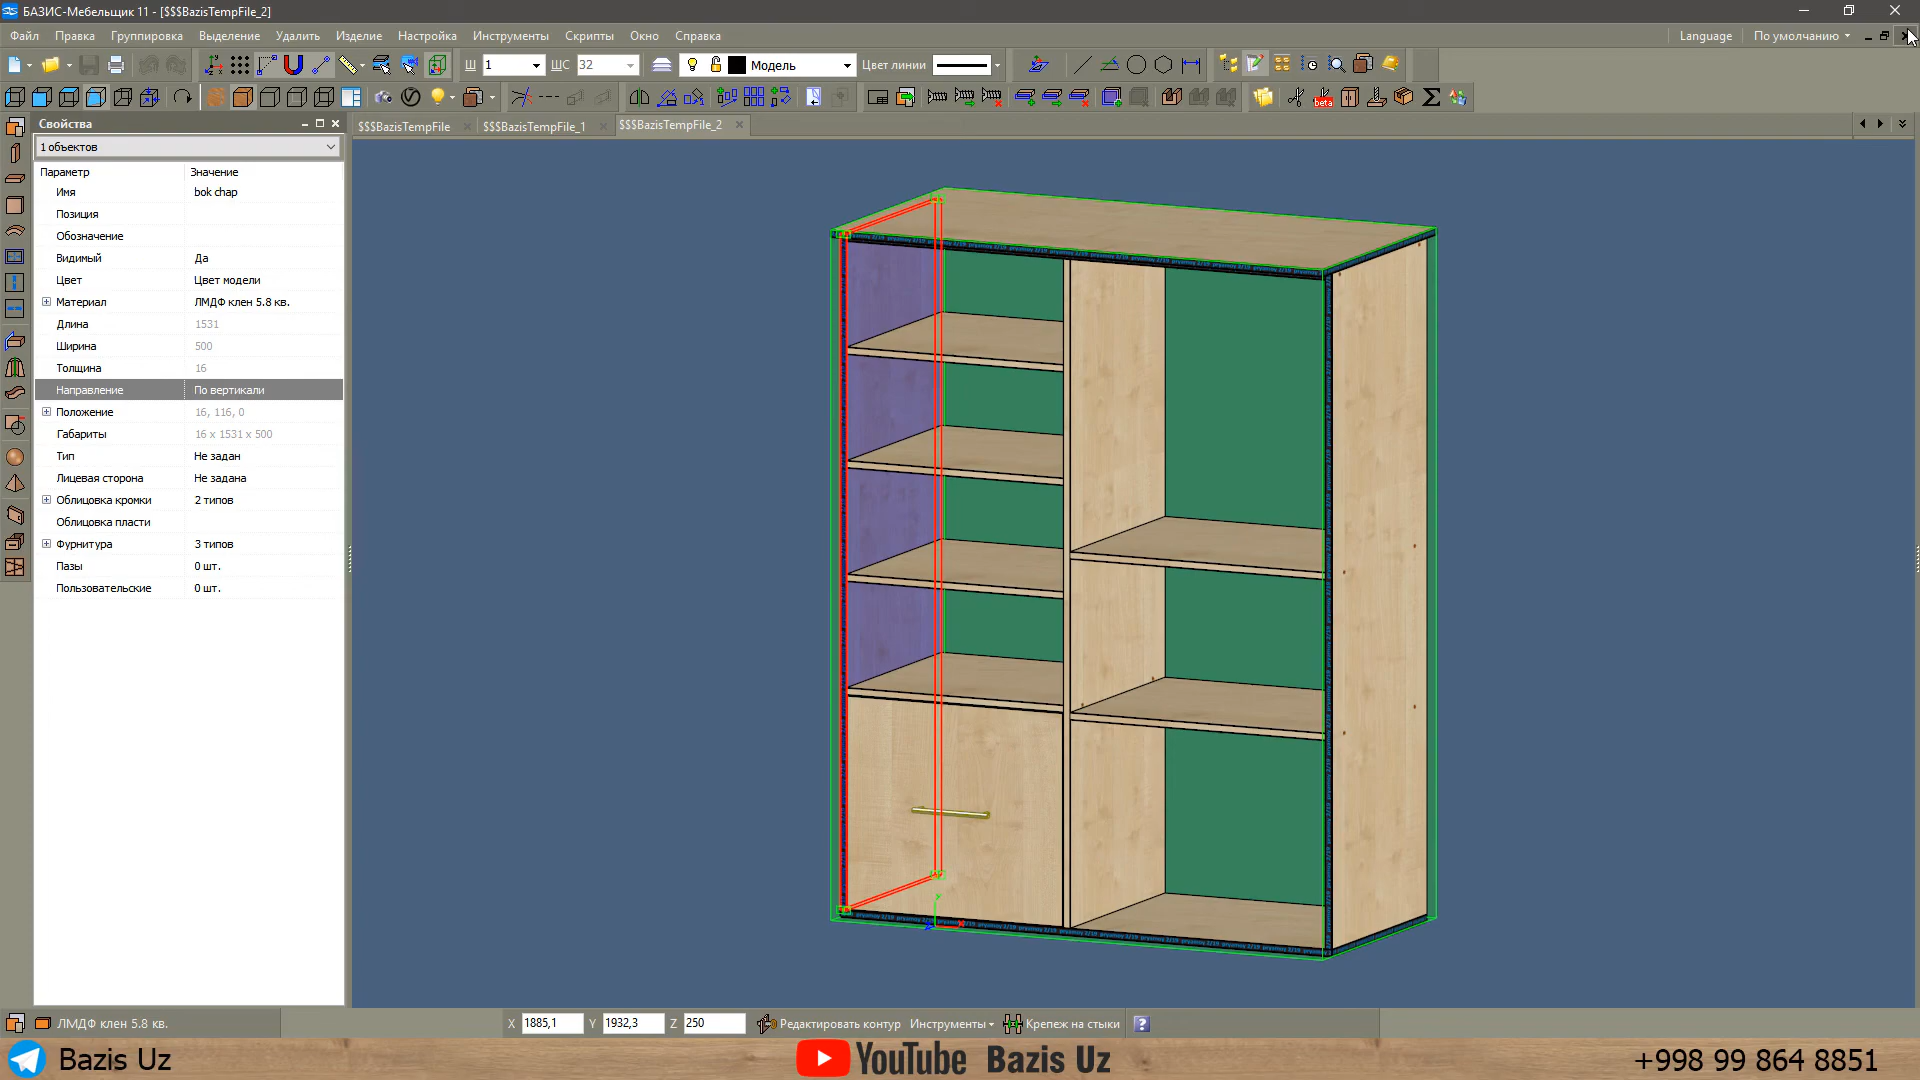 БАЗИС-Мебельщик 11 - [$$$BazisTempFile_2]
Файл Правка Группировка Выделение Удалить Изделие Настройка Инструменты Скрипты Окно Справка Language По умолчанию
Ш 1 ШС 32 Модель Цвет линии
beta
Свойства
$$$BazisTempFile $$$BazisTempFile_1 $$$BazisTempFile_2
1 объектов
Параметр Значение
Имя bok chap
Позиция
Обозначение
Видимый Да
Цвет Цвет модели
Материал ЛМДФ клен 5.8 кв.
Длина 1531
Ширина 500
Толщина 16
Направление По вертикали
Положение 16, 116, 0
Габариты 16 x 1531 x 500
Тип Не задан
Лицевая сторона Не задана
Облицовка кромки 2 типов
Облицовка пласти
Фурнитура 3 типов
Пазы 0 шт.
Пользовательские 0 шт.
ЛМДФ клен 5.8 кв. X 1885,1 Y 1932,3 Z 250 Редактировать контур Инструменты Крепеж на стыки ?
Bazis Uz YouTube Bazis Uz +998 99 864 8851